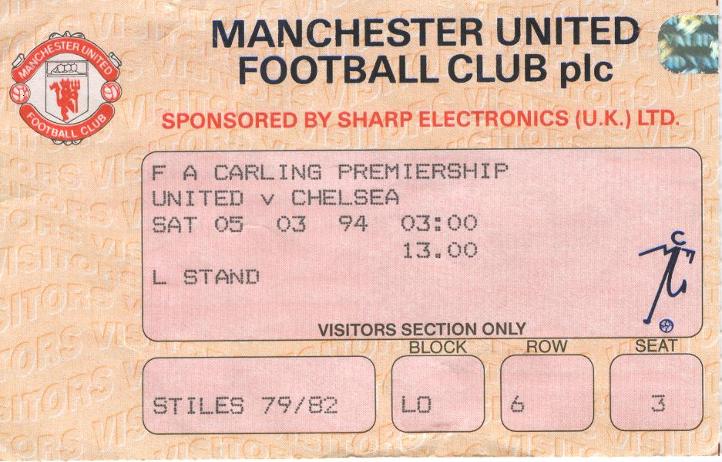 MANCHESTER UNITED
FOOTBALL CLUB plc
MANCHESTER UNITED
FOOTBALL CLUB
SPONSORED BY SHARP ELECTRONICS (U.K.) LTD.
F A CARLING PREMIERSHIP
UNITED v CHELSEA
SAT 05 03 94 03:00
13.00
L STAND
C
VISITORS SECTION ONLY
BLOCK ROW SEAT
STILES 79/82 LO 6 3
VISITORS